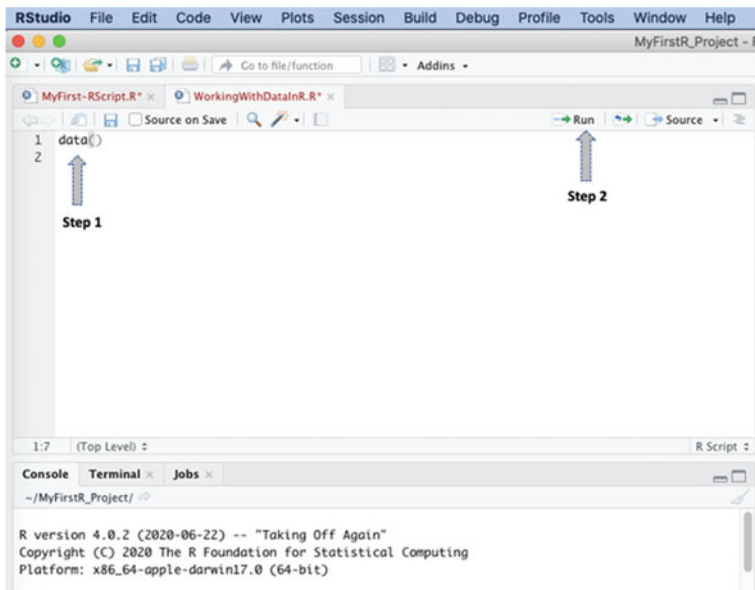 RStudio File Edit Code View Plots Session Build Debug Profile Tools Window Help
MyFirstR_Project -
Go to file/function Addins
MyFirst-RScript.R* × WorkingWithDataInR.R* ×
Source on Save Run Source
1 data()
2
Step 1
Step 2
1:7 (Top Level) R Script
Console Terminal × Jobs ×
~/MyFirstR_Project/
R version 4.0.2 (2020-06-22) -- "Taking Off Again"
Copyright (C) 2020 The R Foundation for Statistical Computing
Platform: x86_64-apple-darwin17.0 (64-bit)